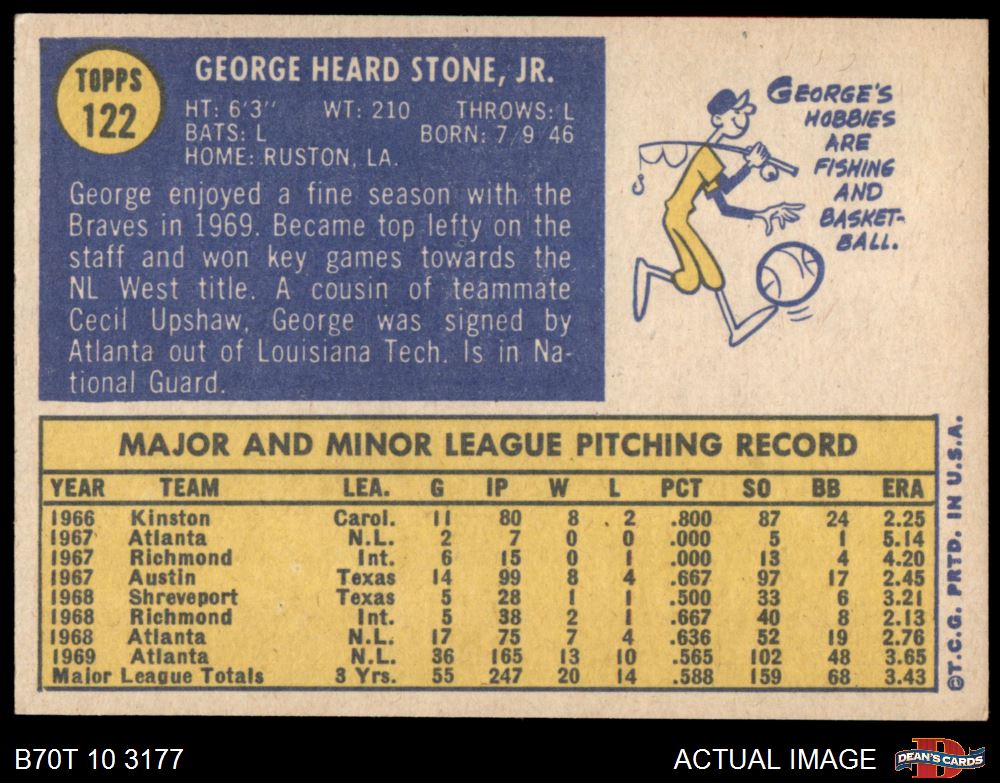 TOPPS
122
GEORGE HEARD STONE, JR.
HT: 6'3" WT: 210 THROWS: L
BATS: L BORN: 7/9 46
HOME: RUSTON, LA.
George enjoyed a fine season with the
Braves in 1969. Became top lefty on the
staff and won key games towards the
NL West title. A cousin of teammate
Cecil Upshaw, George was signed by
Atlanta out of Louisiana Tech. Is in Na-
tional Guard.
GEORGE'S
HOBBIES
ARE
FISHING
AND
BASKET-
BALL.
MAJOR AND MINOR LEAGUE PITCHING RECORD
YEAR TEAM LEA. G IP W L PCT SO BB ERA
1966 Kinston Carol. 11 80 8 2 .800 87 24 2.25
1967 Atlanta N.L. 2 7 0 0 .000 5 1 5.14
1967 Richmond Int. 6 15 0 1 .000 13 4 4.20
1967 Austin Texas 14 99 8 4 .667 97 17 2.45
1968 Shreveport Texas 5 28 1 1 .500 33 6 3.21
1968 Richmond Int. 5 38 2 1 .667 40 8 2.13
1968 Atlanta N.L. 17 75 7 4 .636 52 19 2.76
1969 Atlanta N.L. 36 165 13 10 .565 102 48 3.65
Major League Totals 3 Yrs. 55 247 20 14 .588 159 68 3.43
©T.C.G. PRTD. IN U.S.A.
B70T 10 3177
ACTUAL IMAGE
D
DEAN'S CARDS